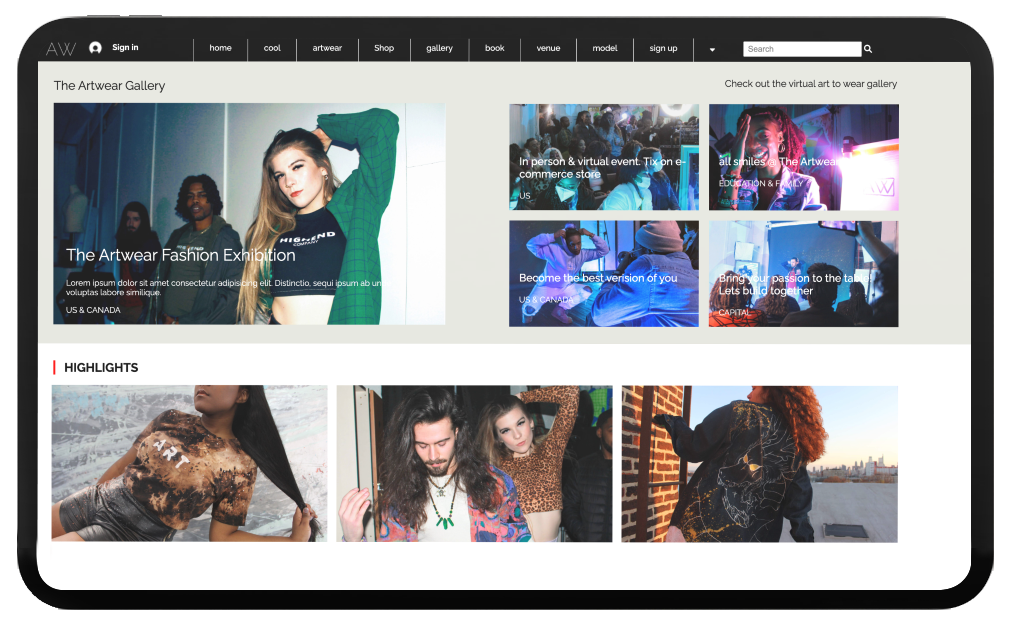 AW Sign in home cool artwear Shop gallery book venue model sign up Search
The Artwear Gallery
Check out the virtual art to wear gallery
HIGHEND
COMPANY
The Artwear Fashion Exhibition
Lorem ipsum dolor sit amet consectetur adipisicing elit. Distinctio, sequi ipsum ab un
voluptas labore similique.
US & CANADA
In person & virtual event. Tix on e-
commerce store
US
all smiles @ The Artwear
EDUCATION & FAMILY
AW
Become the best verision of you
US & CANADA
Bring your passion to the table
Lets build together
CAPITAL
HIGHLIGHTS
ART